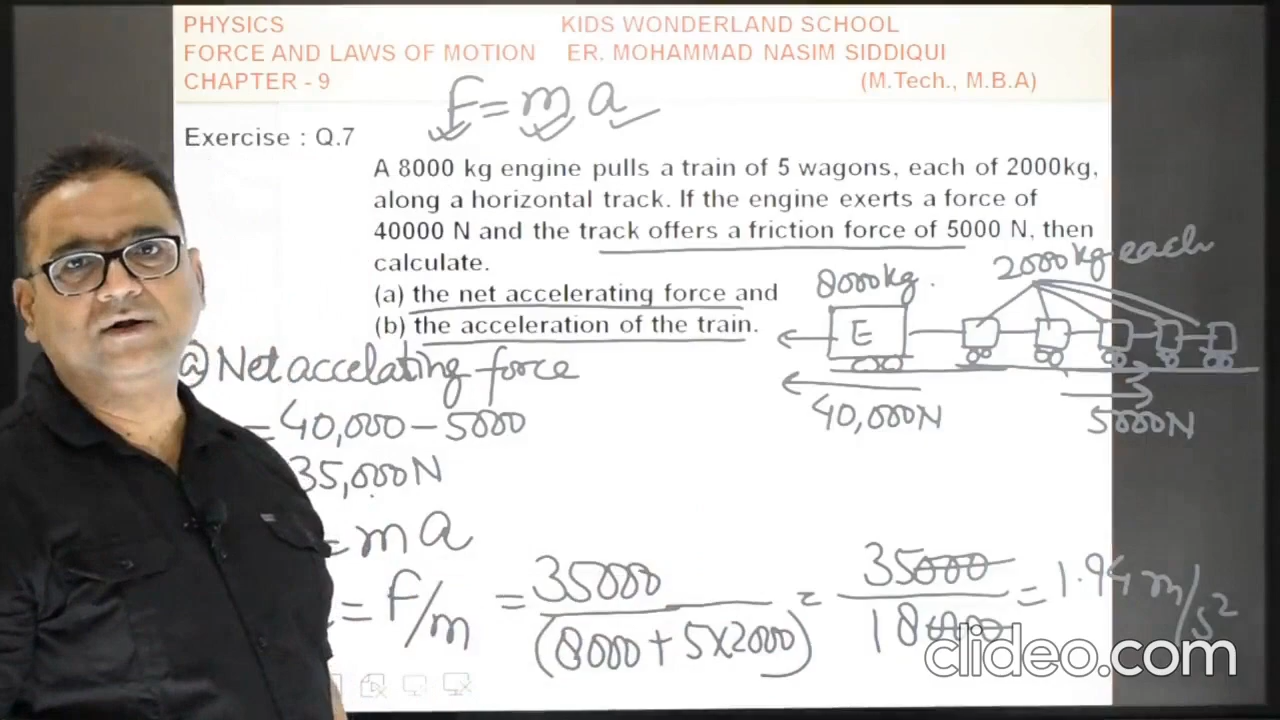 PHYSICS KIDS WONDERLAND SCHOOL
FORCE AND LAWS OF MOTION ER. MOHAMMAD NASIM SIDDIQUI
CHAPTER - 9 (M.Tech., M.B.A)
f = m a
Exercise : Q.7
A 8000 kg engine pulls a train of 5 wagons, each of 2000kg,
along a horizontal track. If the engine exerts a force of
40000 N and the track offers a friction force of 5000 N, then
calculate.
(a) the net accelerating force and
(b) the acceleration of the train.
8000kg.
2000kg each
E
40,000N
5000N
(a) Net accelating force
= 40,000 - 5000
35,000N
= m a
= f/m = 35000/(8000 + 5x2000) = 35000/18000 = 1.94 m/s²
clideo.com